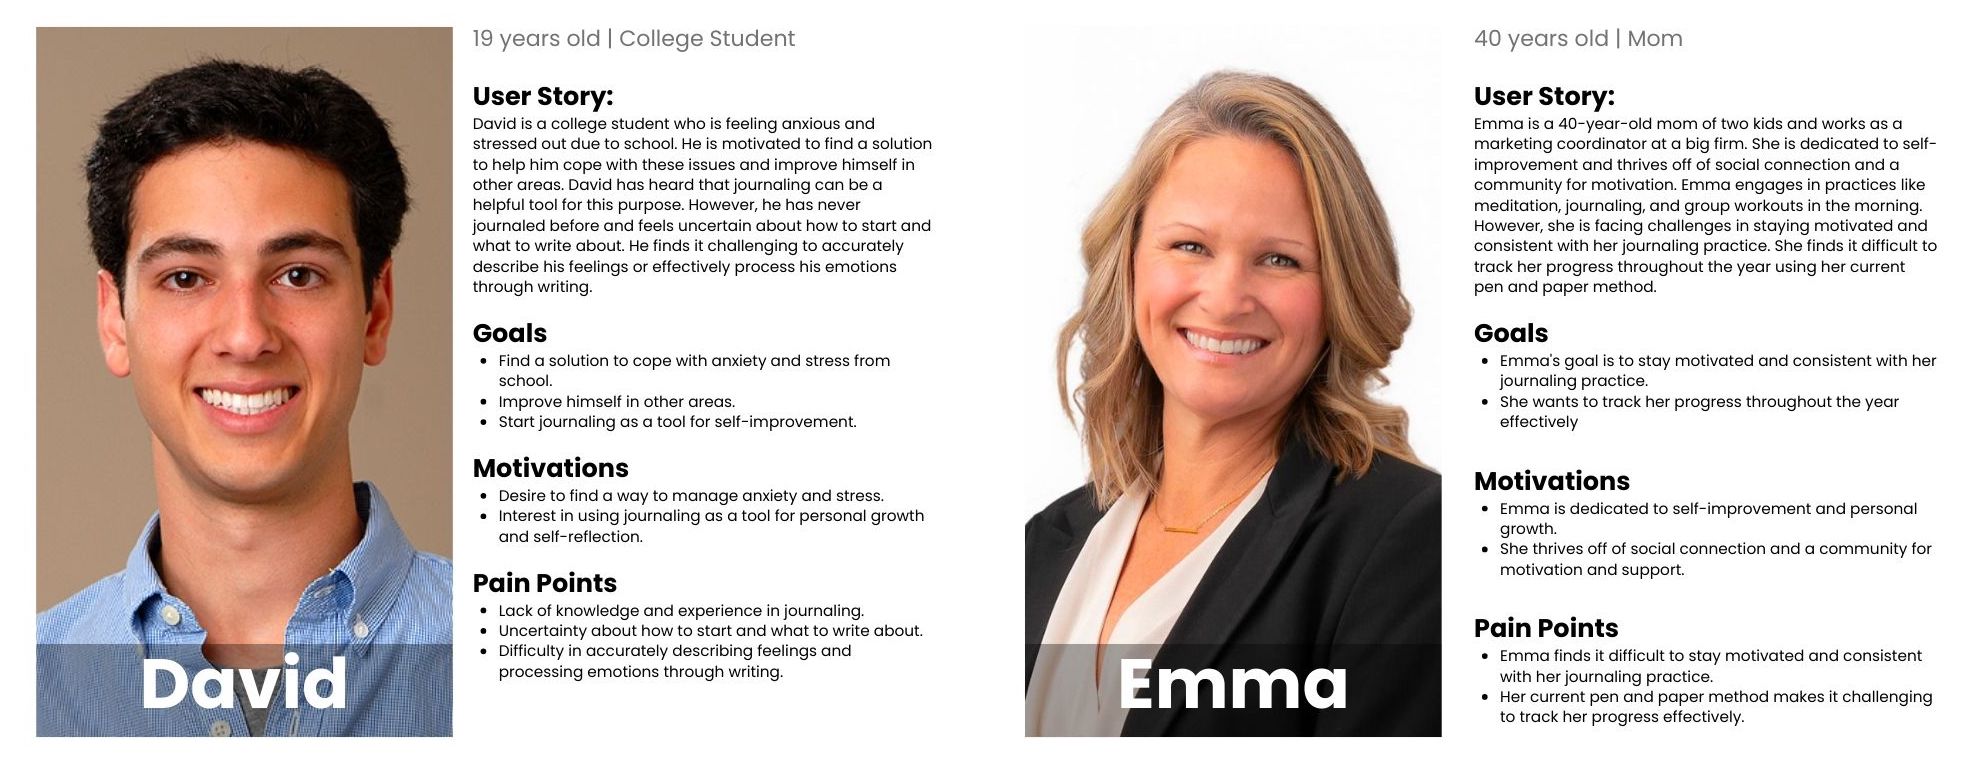 19 years old | College Student
User Story:
David is a college student who is feeling anxious and
stressed out due to school. He is motivated to find a solution
to help him cope with these issues and improve himself in
other areas. David has heard that journaling can be a
helpful tool for this purpose. However, he has never
journaled before and feels uncertain about how to start and
what to write about. He finds it challenging to accurately
describe his feelings or effectively process his emotions
through writing.
Goals
• Find a solution to cope with anxiety and stress from
school.
• Improve himself in other areas.
• Start journaling as a tool for self-improvement.
Motivations
• Desire to find a way to manage anxiety and stress.
• Interest in using journaling as a tool for personal growth
and self-reflection.
Pain Points
• Lack of knowledge and experience in journaling.
• Uncertainty about how to start and what to write about.
• Difficulty in accurately describing feelings and
processing emotions through writing.
David
40 years old | Mom
User Story:
Emma is a 40-year-old mom of two kids and works as a
marketing coordinator at a big firm. She is dedicated to self-
improvement and thrives off of social connection and a
community for motivation. Emma engages in practices like
meditation, journaling, and group workouts in the morning.
However, she is facing challenges in staying motivated and
consistent with her journaling practice. She finds it difficult to
track her progress throughout the year using her current
pen and paper method.
Goals
• Emma's goal is to stay motivated and consistent with her
journaling practice.
• She wants to track her progress throughout the year
effectively
Motivations
• Emma is dedicated to self-improvement and personal
growth.
• She thrives off of social connection and a community for
motivation and support.
Pain Points
• Emma finds it difficult to stay motivated and consistent
with her journaling practice.
• Her current pen and paper method makes it challenging
to track her progress effectively.
Emma